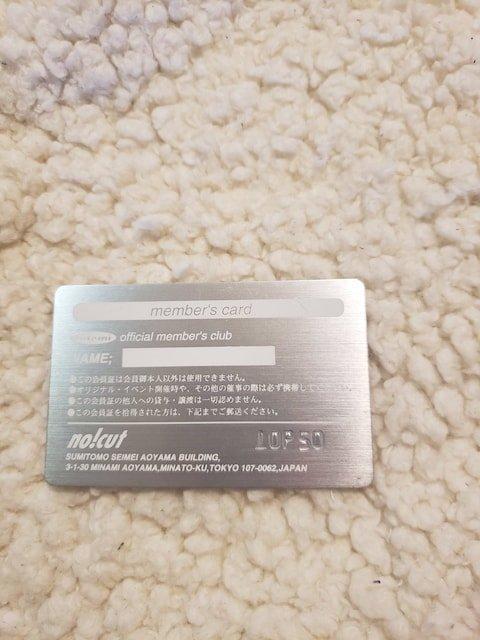 member's card
official member's club
NAME;
●この会員証は会員御本人以外は使用できません。
●オリジナル・イベント開催時や、その他の催事の際は必ず携帯して
●この会員証の他人への貸与・譲渡は一切認めません。
●この会員証を拾得された方は、下記までご郵送ください。
no!cut
SUMITOMO SEIMEI AOYAMA BUILDING,
3-1-30 MINAMI AOYAMA,MINATO-KU,TOKYO 107-0062,JAPAN